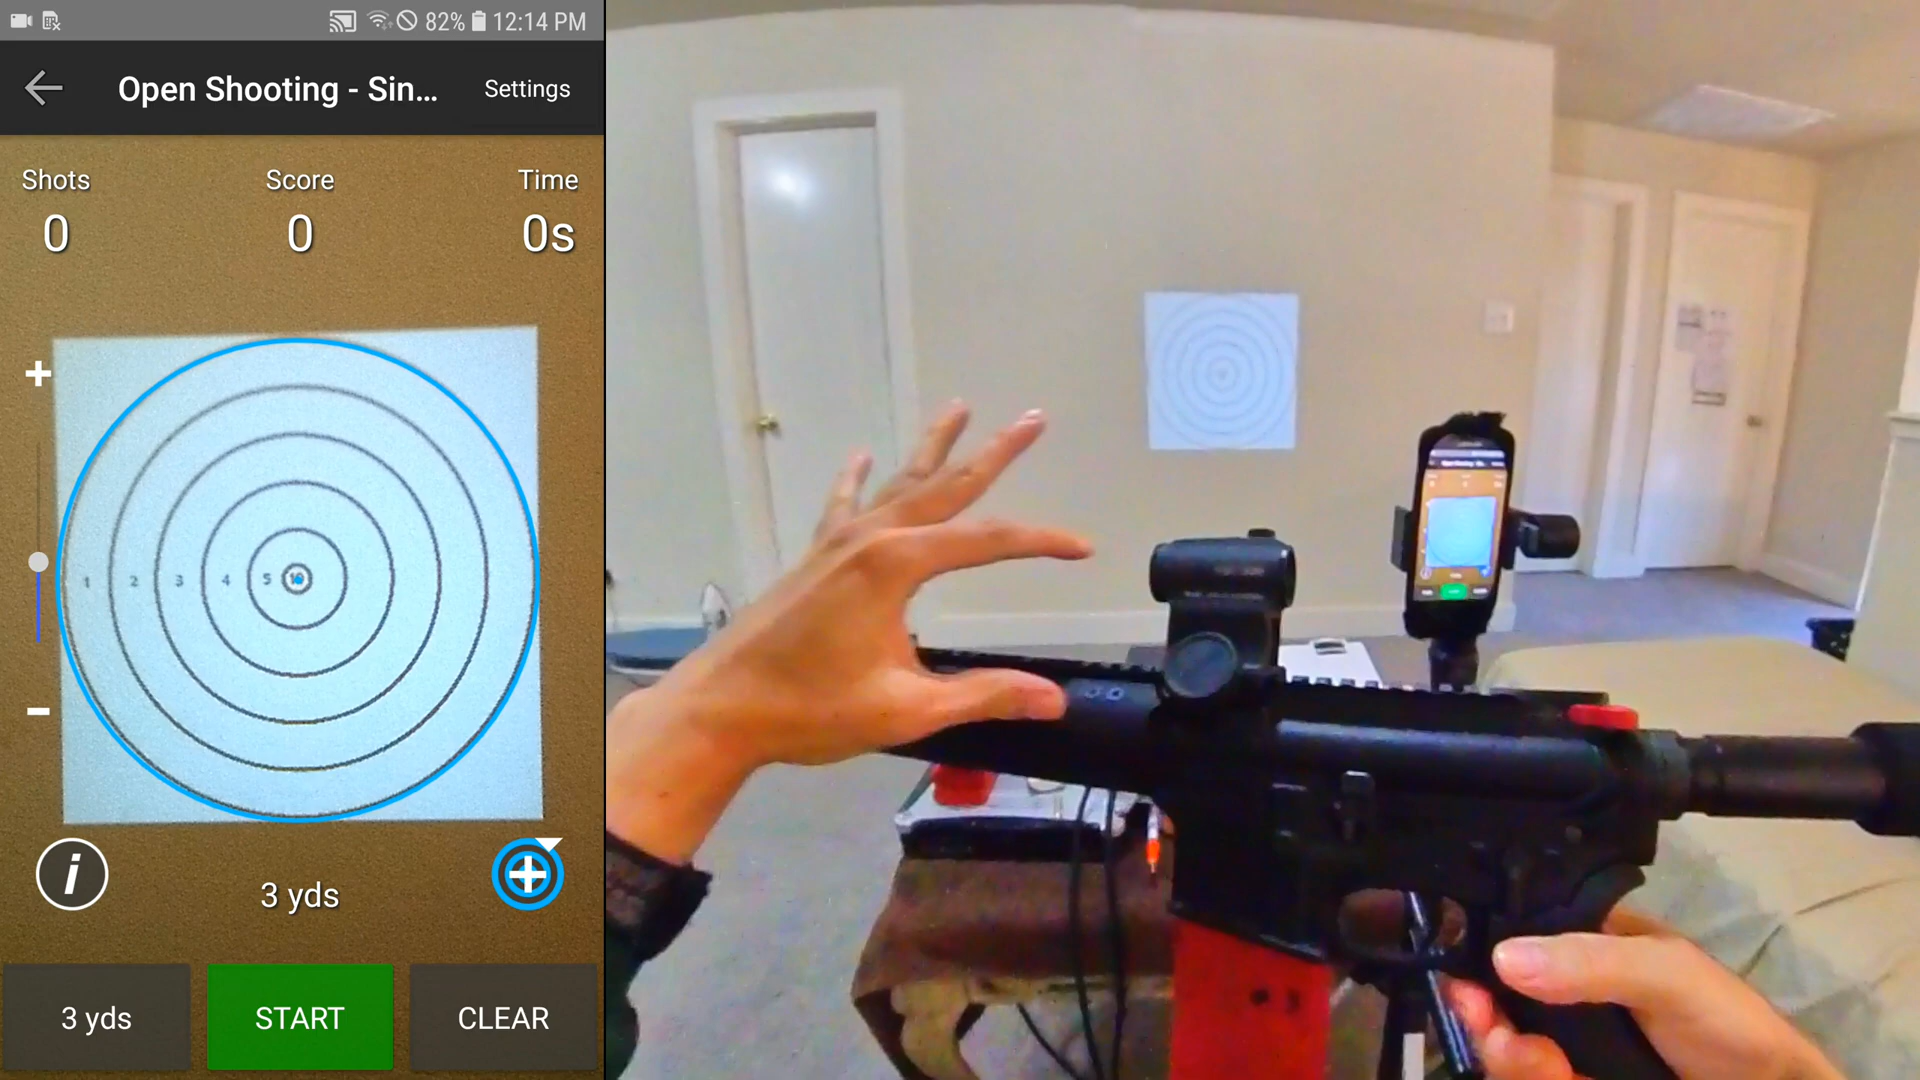 82% 12:14 PM
Open Shooting - Sin... Settings
Shots Score Time
0 0 0s
+
1 2 3 4 5 10
-
i
3 yds
3 yds START CLEAR